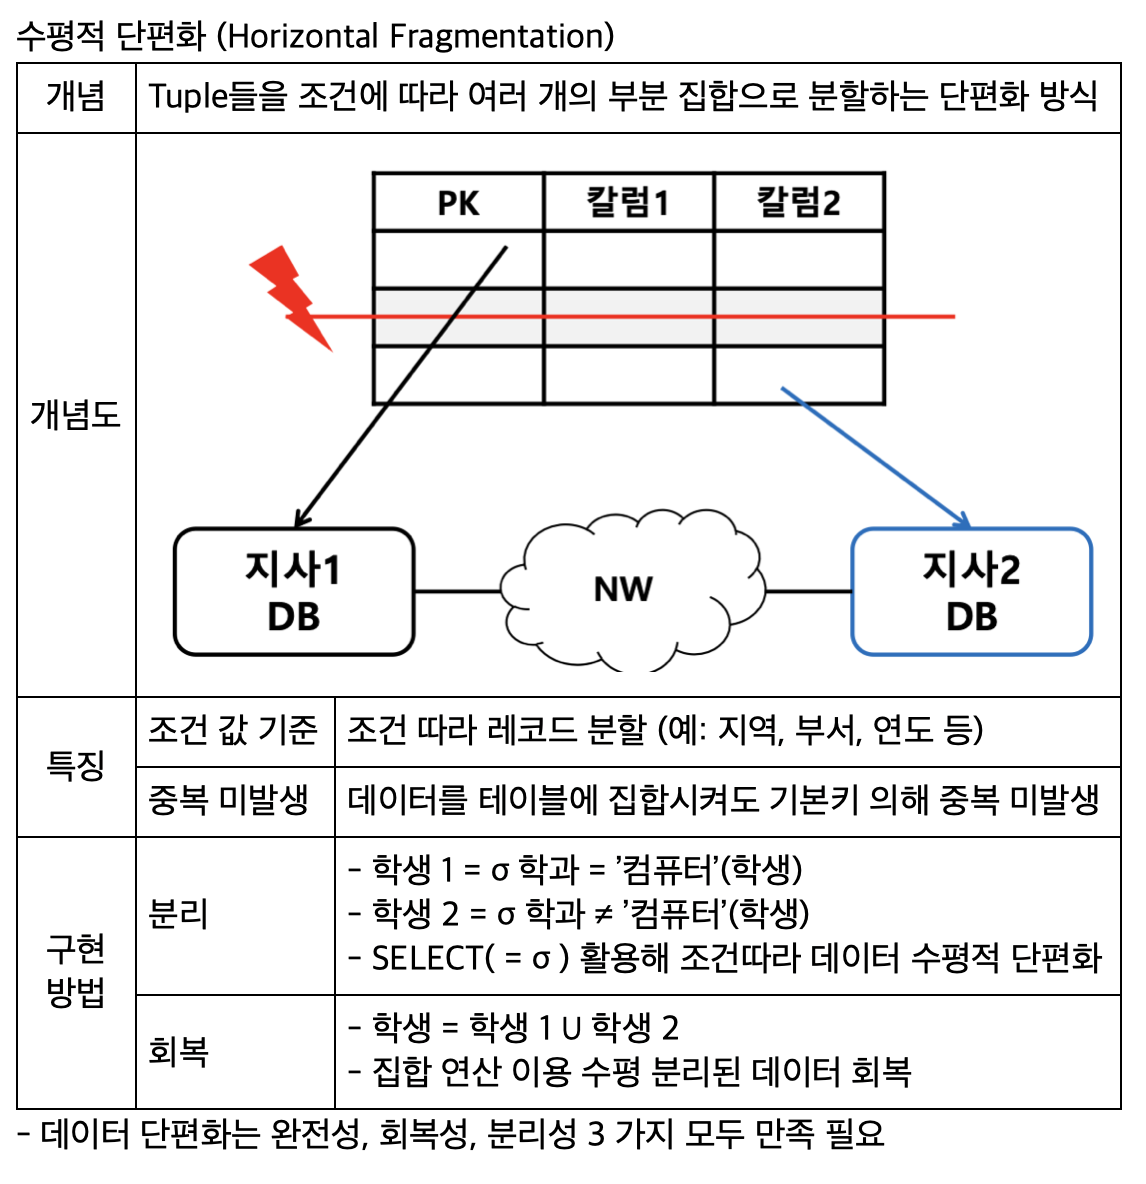 수평적 단편화 (Horizontal Fragmentation)
개념
Tuple들을 조건에 따라 여러 개의 부분 집합으로 분할하는 단편화 방식
개념도
PK
칼럼1
칼럼2
지사1
DB
NW
지사2
DB
특징
조건 값 기준
조건 따라 레코드 분할 (예: 지역, 부서, 연도 등)
중복 미발생
데이터를 테이블에 집합시켜도 기본키 의해 중복 미발생
구현
방법
분리
- 학생 1 = σ 학과 = ’컴퓨터’(학생)
- 학생 2 = σ 학과 ≠ ’컴퓨터’(학생)
- SELECT( = σ ) 활용해 조건따라 데이터 수평적 단편화
회복
- 학생 = 학생 1 U 학생 2
- 집합 연산 이용 수평 분리된 데이터 회복
- 데이터 단편화는 완전성, 회복성, 분리성 3 가지 모두 만족 필요